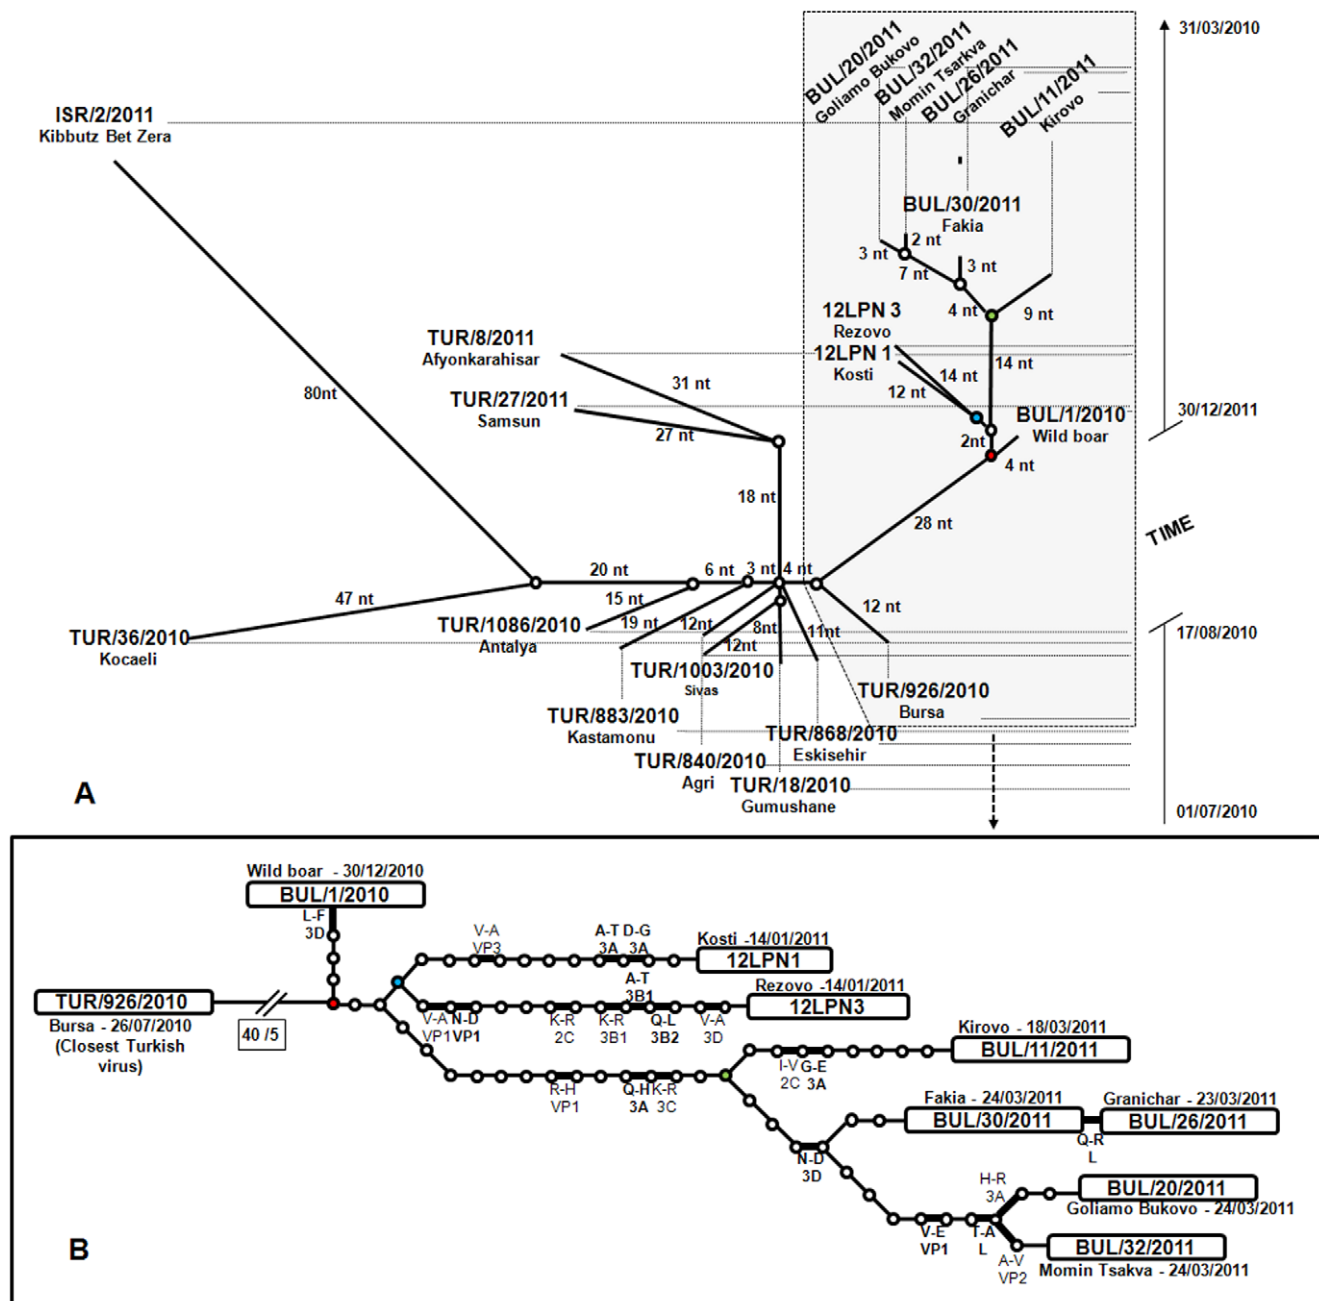 31/03/2010
BUL/20/2011
Goliamo Bukovo
BUL/32/2011
Momin Tsarkva
BUL/26/2011
Granichar
BUL/11/2011
Kirovo
ISR/2/2011
Kibbutz Bet Zera
BUL/30/2011
Fakia
2 nt
3 nt
7 nt
3 nt
4 nt
9 nt
12LPN 3
Rezovo
12LPN 1
Kosti
14 nt
14 nt
12 nt
TUR/8/2011
Afyonkarahisar
31 nt
80nt
TUR/27/2011
Samsun
27 nt
BUL/1/2010
Wild boar
30/12/2011
2nt
4 nt
18 nt
28 nt
TIME
20 nt
6 nt
3 nt
4 nt
47 nt
15 nt
19 nt
12nt
8nt
11nt
12 nt
12nt
TUR/36/2010
Kocaeli
TUR/1086/2010
Antalya
17/08/2010
TUR/1003/2010
Sivas
TUR/926/2010
Bursa
TUR/883/2010
Kastamonu
TUR/868/2010
Eskisehir
TUR/840/2010
Agri
TUR/18/2010
Gumushane
A
01/07/2010
Wild boar - 30/12/2010
BUL/1/2010
L-F
3D
V-A
VP3
A-T D-G
3A 3A
Kosti -14/01/2011
12LPN1
A-T
3B1
Rezovo -14/01/2011
12LPN3
TUR/926/2010
Bursa - 26/07/2010
(Closest Turkish
virus)
40 /5
V-A N-D
VP1 VP1
K-R
2C
K-R
3B1
Q-L
3B2
V-A
3D
Kirovo - 18/03/2011
BUL/11/2011
I-V G-E
2C 3A
R-H
VP1
Q-H K-R
3A 3C
Fakia - 24/03/2011
BUL/30/2011
Granichar - 23/03/2011
BUL/26/2011
Q-R
L
N-D
3D
H-R
3A
BUL/20/2011
Goliamo Bukovo - 24/03/2011
V-E
VP1
T-A
L
A-V
VP2
BUL/32/2011
Momin Tsakva - 24/03/2011
B